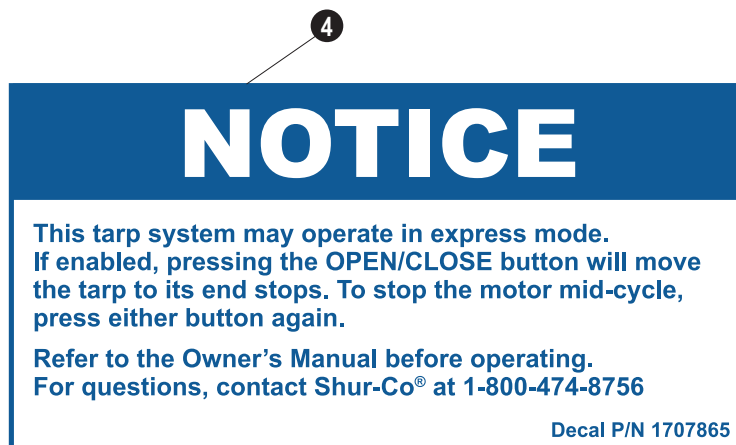 4
NOTICE
This tarp system may operate in express mode.
If enabled, pressing the OPEN/CLOSE button will move
the tarp to its end stops. To stop the motor mid-cycle,
press either button again.
Refer to the Owner's Manual before operating.
For questions, contact Shur-Co® at 1-800-474-8756
Decal P/N 1707865